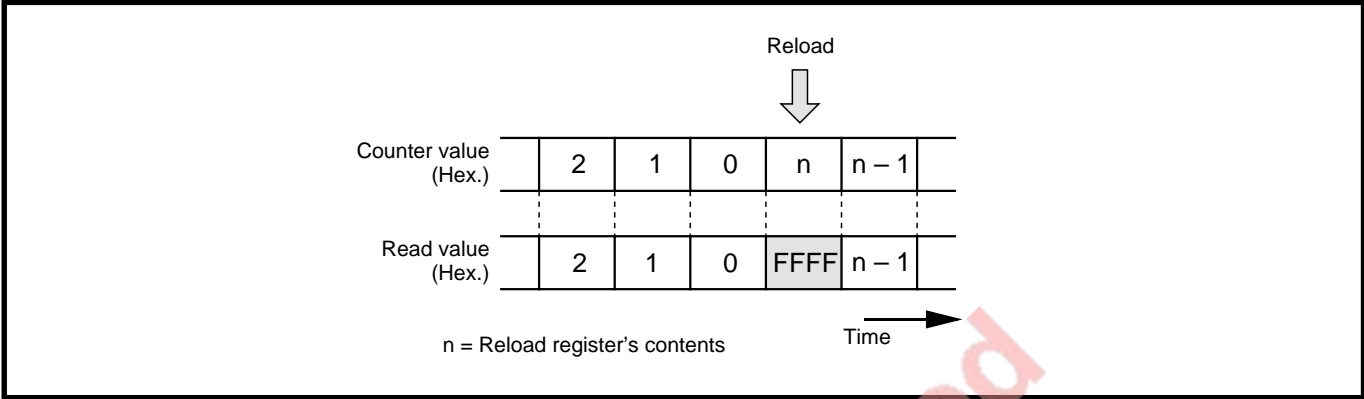 Reload
Counter value
(Hex.)
2 1 0 n n – 1
Read value
(Hex.)
2 1 0 FFFF n – 1
Time
n = Reload register's contents